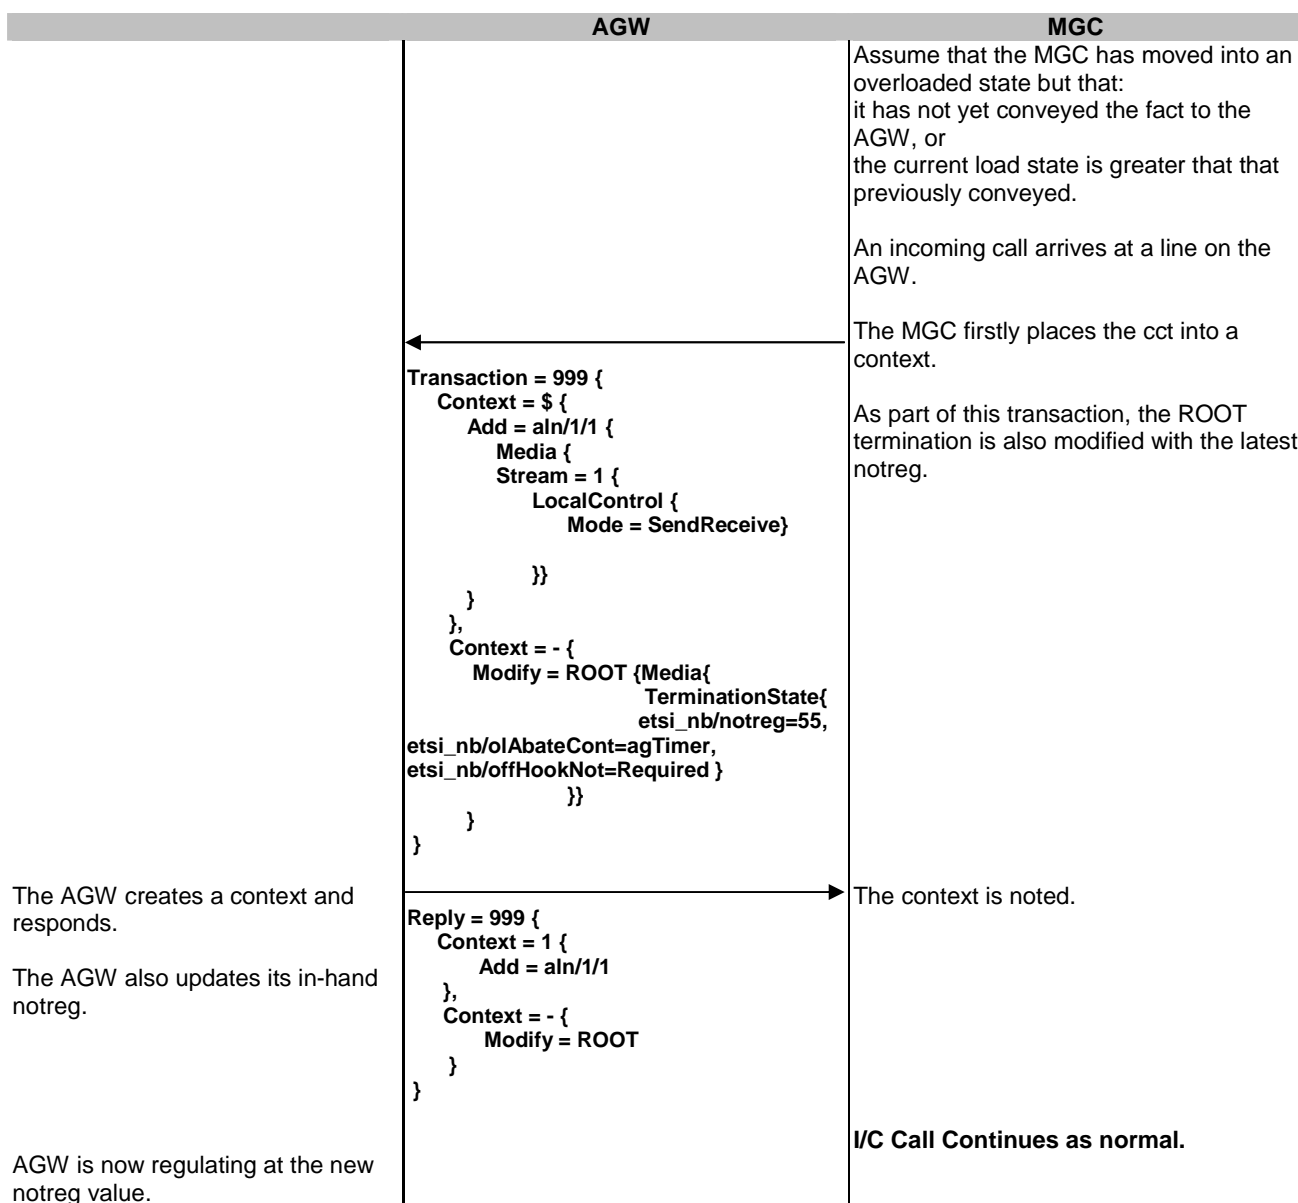 AGW
MGC
Assume that the MGC has moved into an
overloaded state but that:
it has not yet conveyed the fact to the
AGW, or
the current load state is greater that that
previously conveyed.
An incoming call arrives at a line on the
AGW.
The MGC firstly places the cct into a
context.
As part of this transaction, the ROOT
termination is also modified with the latest
notreg.
Transaction = 999 {
Context = $ {
Add = aln/1/1 {
Media {
Stream = 1 {
LocalControl {
Mode = SendReceive}
}}
}
},
Context = - {
Modify = ROOT {Media{
TerminationState{
etsi_nb/notreg=55,
etsi_nb/olAbateCont=agTimer,
etsi_nb/offHookNot=Required }
}}
}
}
The AGW creates a context and
responds.
The AGW also updates its in-hand
notreg.
The context is noted.
Reply = 999 {
Context = 1 {
Add = aln/1/1
},
Context = - {
Modify = ROOT
}
}
I/C Call Continues as normal.
AGW is now regulating at the new
notreg value.